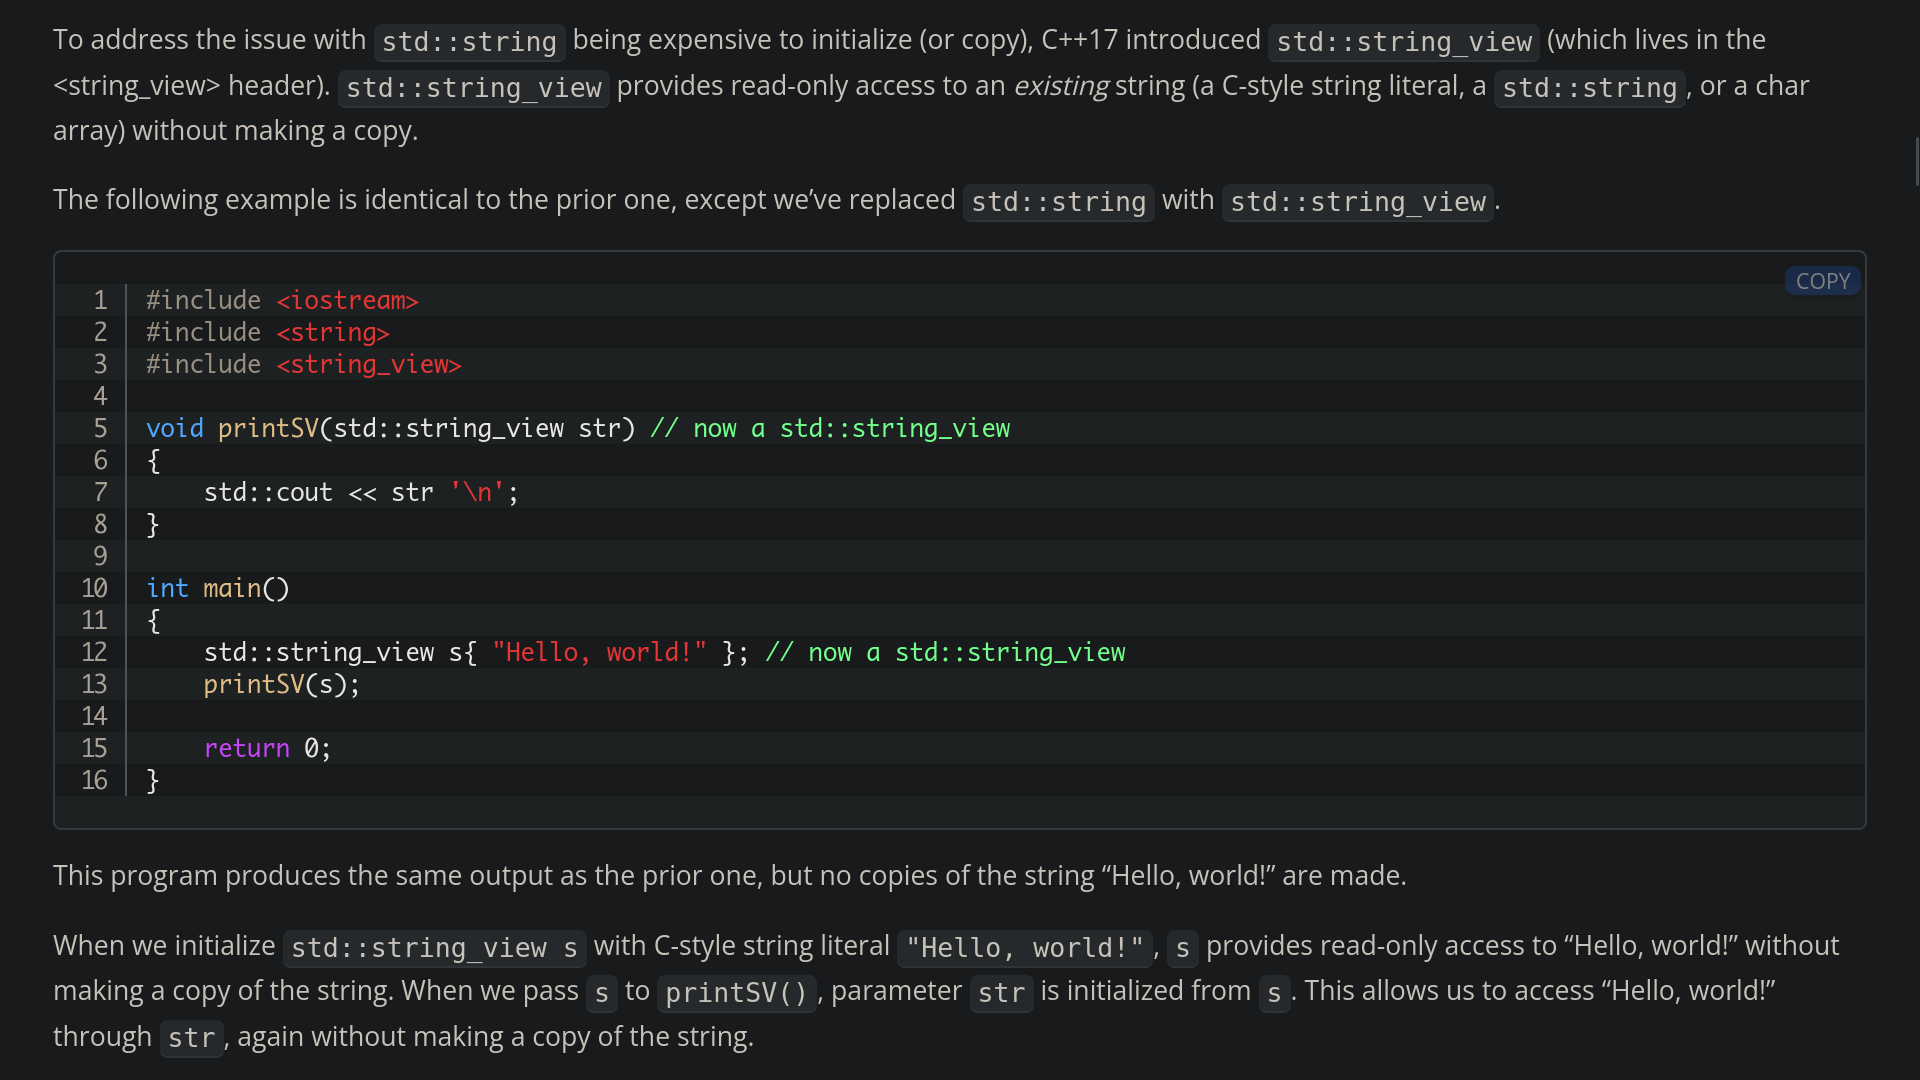 To address the issue with std::string being expensive to initialize (or copy), C++17 introduced std::string_view (which lives in the
<string_view> header). std::string_view provides read-only access to an existing string (a C-style string literal, a std::string, or a char
array) without making a copy.
The following example is identical to the prior one, except we’ve replaced std::string with std::string_view.
COPY
1 #include <iostream>
2 #include <string>
3 #include <string_view>
4
5 void printSV(std::string_view str) // now a std::string_view
6 {
7     std::cout << str '\n';
8 }
9
10 int main()
11 {
12     std::string_view s{ "Hello, world!" }; // now a std::string_view
13     printSV(s);
14
15     return 0;
16 }
This program produces the same output as the prior one, but no copies of the string “Hello, world!” are made.
When we initialize std::string_view s with C-style string literal "Hello, world!", s provides read-only access to “Hello, world!” without
making a copy of the string. When we pass s to printSV(), parameter str is initialized from s. This allows us to access “Hello, world!”
through str, again without making a copy of the string.